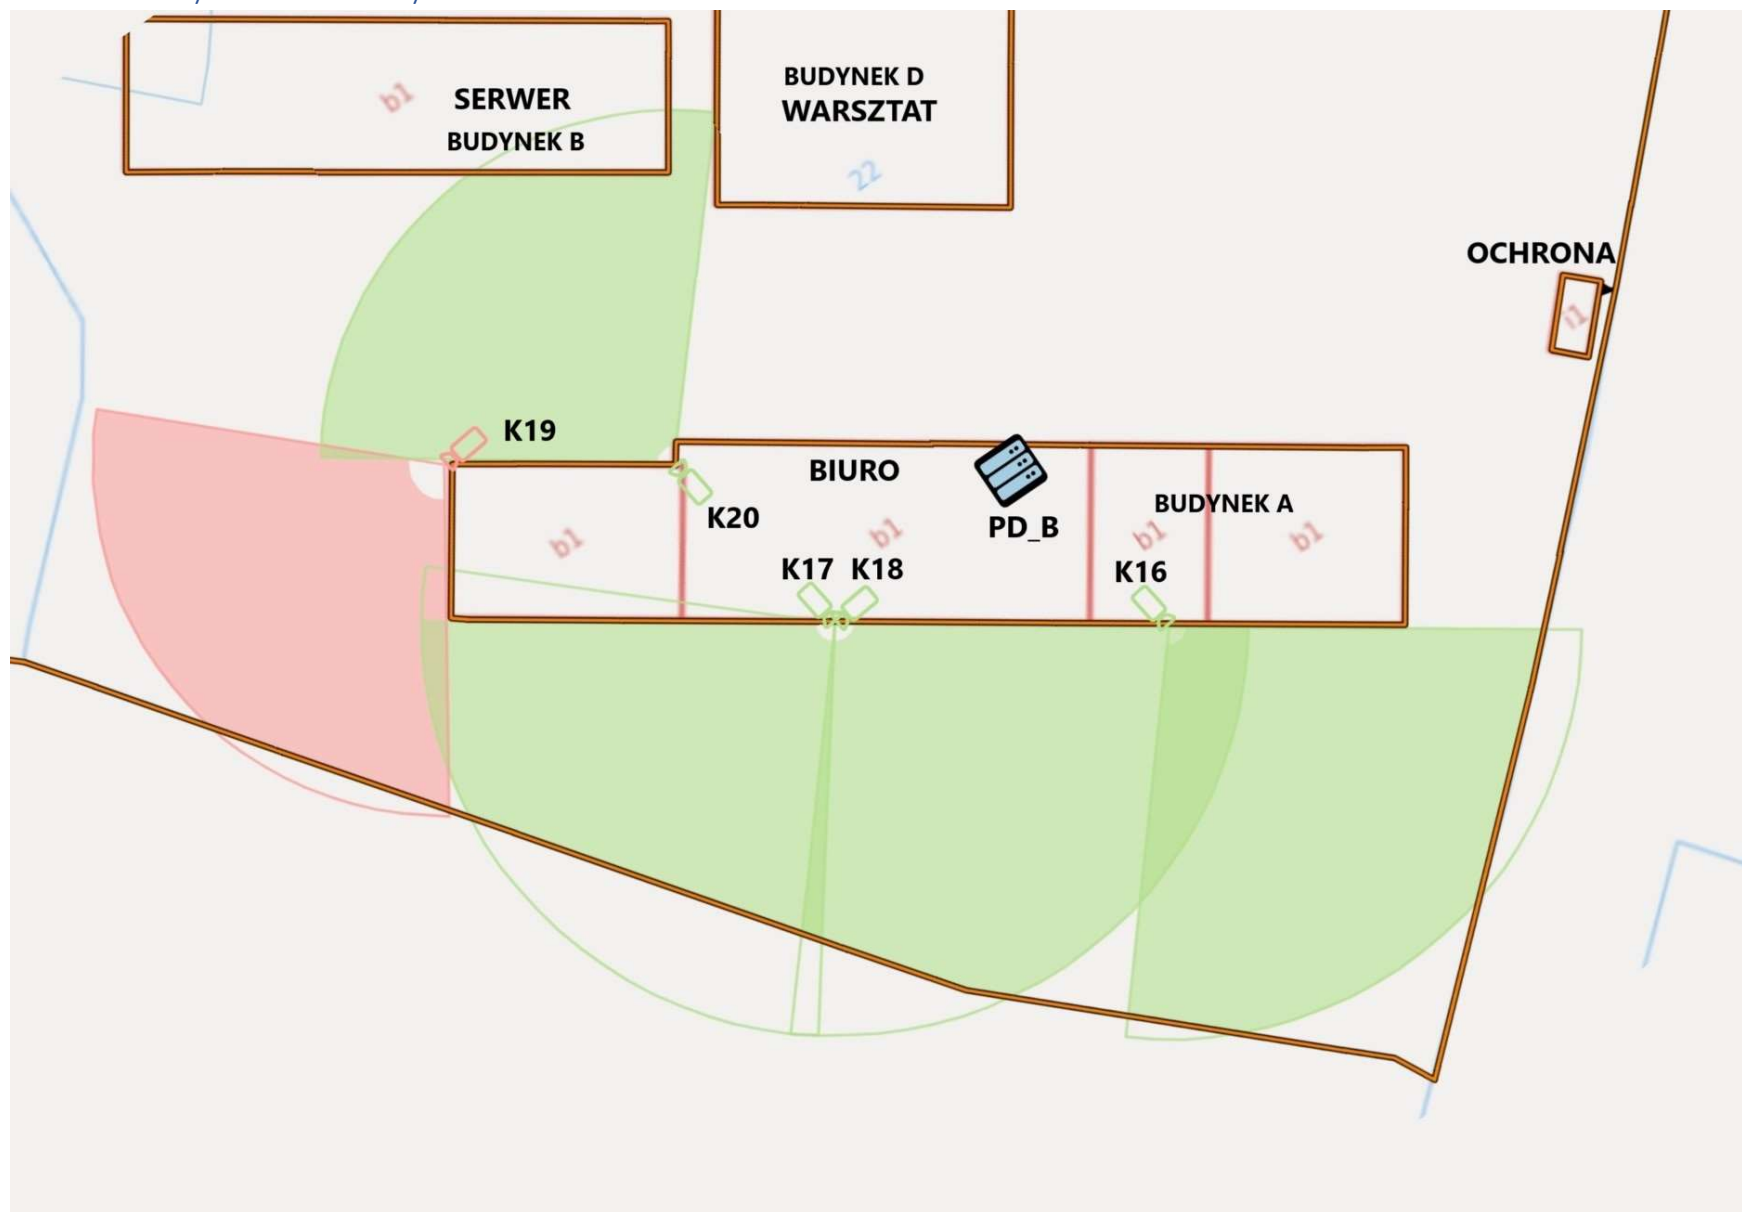 b1
SERWER
BUDYNEK B
BUDYNEK D
WARSZTAT
22
OCHRONA
i1
K19
BIURO
K20
PD_B
BUDYNEK A
b1
b1
b1
b1
K17
K18
K16